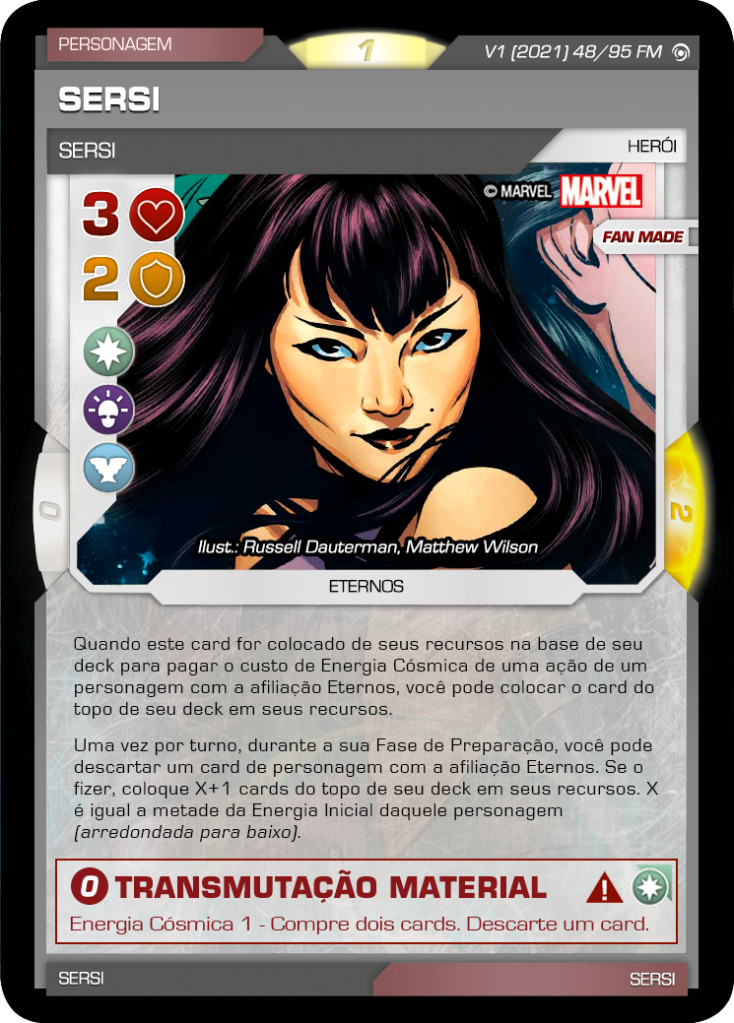 PERSONAGEM
1
V1 (2021) 48/95 FM
SERSI
SERSI
HERÓI
3
© MARVEL MARVEL
FAN MADE
2
0
2
Ilust.: Russell Dauterman, Matthew Wilson
ETERNOS
Quando este card for colocado de seus recursos na base de seu
deck para pagar o custo de Energia Cósmica de uma ação de um
personagem com a afiliação Eternos, você pode colocar o card do
topo de seu deck em seus recursos.
Uma vez por turno, durante a sua Fase de Preparação, você pode
descartar um card de personagem com a afiliação Eternos. Se o
fizer, coloque X+1 cards do topo de seu deck em seus recursos. X
é igual a metade da Energia Inicial daquele personagem
(arredondada para baixo).
0 TRANSMUTAÇÃO MATERIAL
Energia Cósmica 1 - Compre dois cards. Descarte um card.
SERSI
SERSI